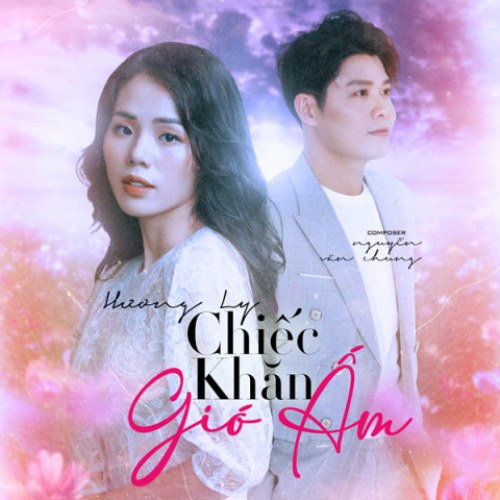 COMPOSER
nguyễn
văn chung
Hương Ly
Chiếc
Khăn
Gió Ấm